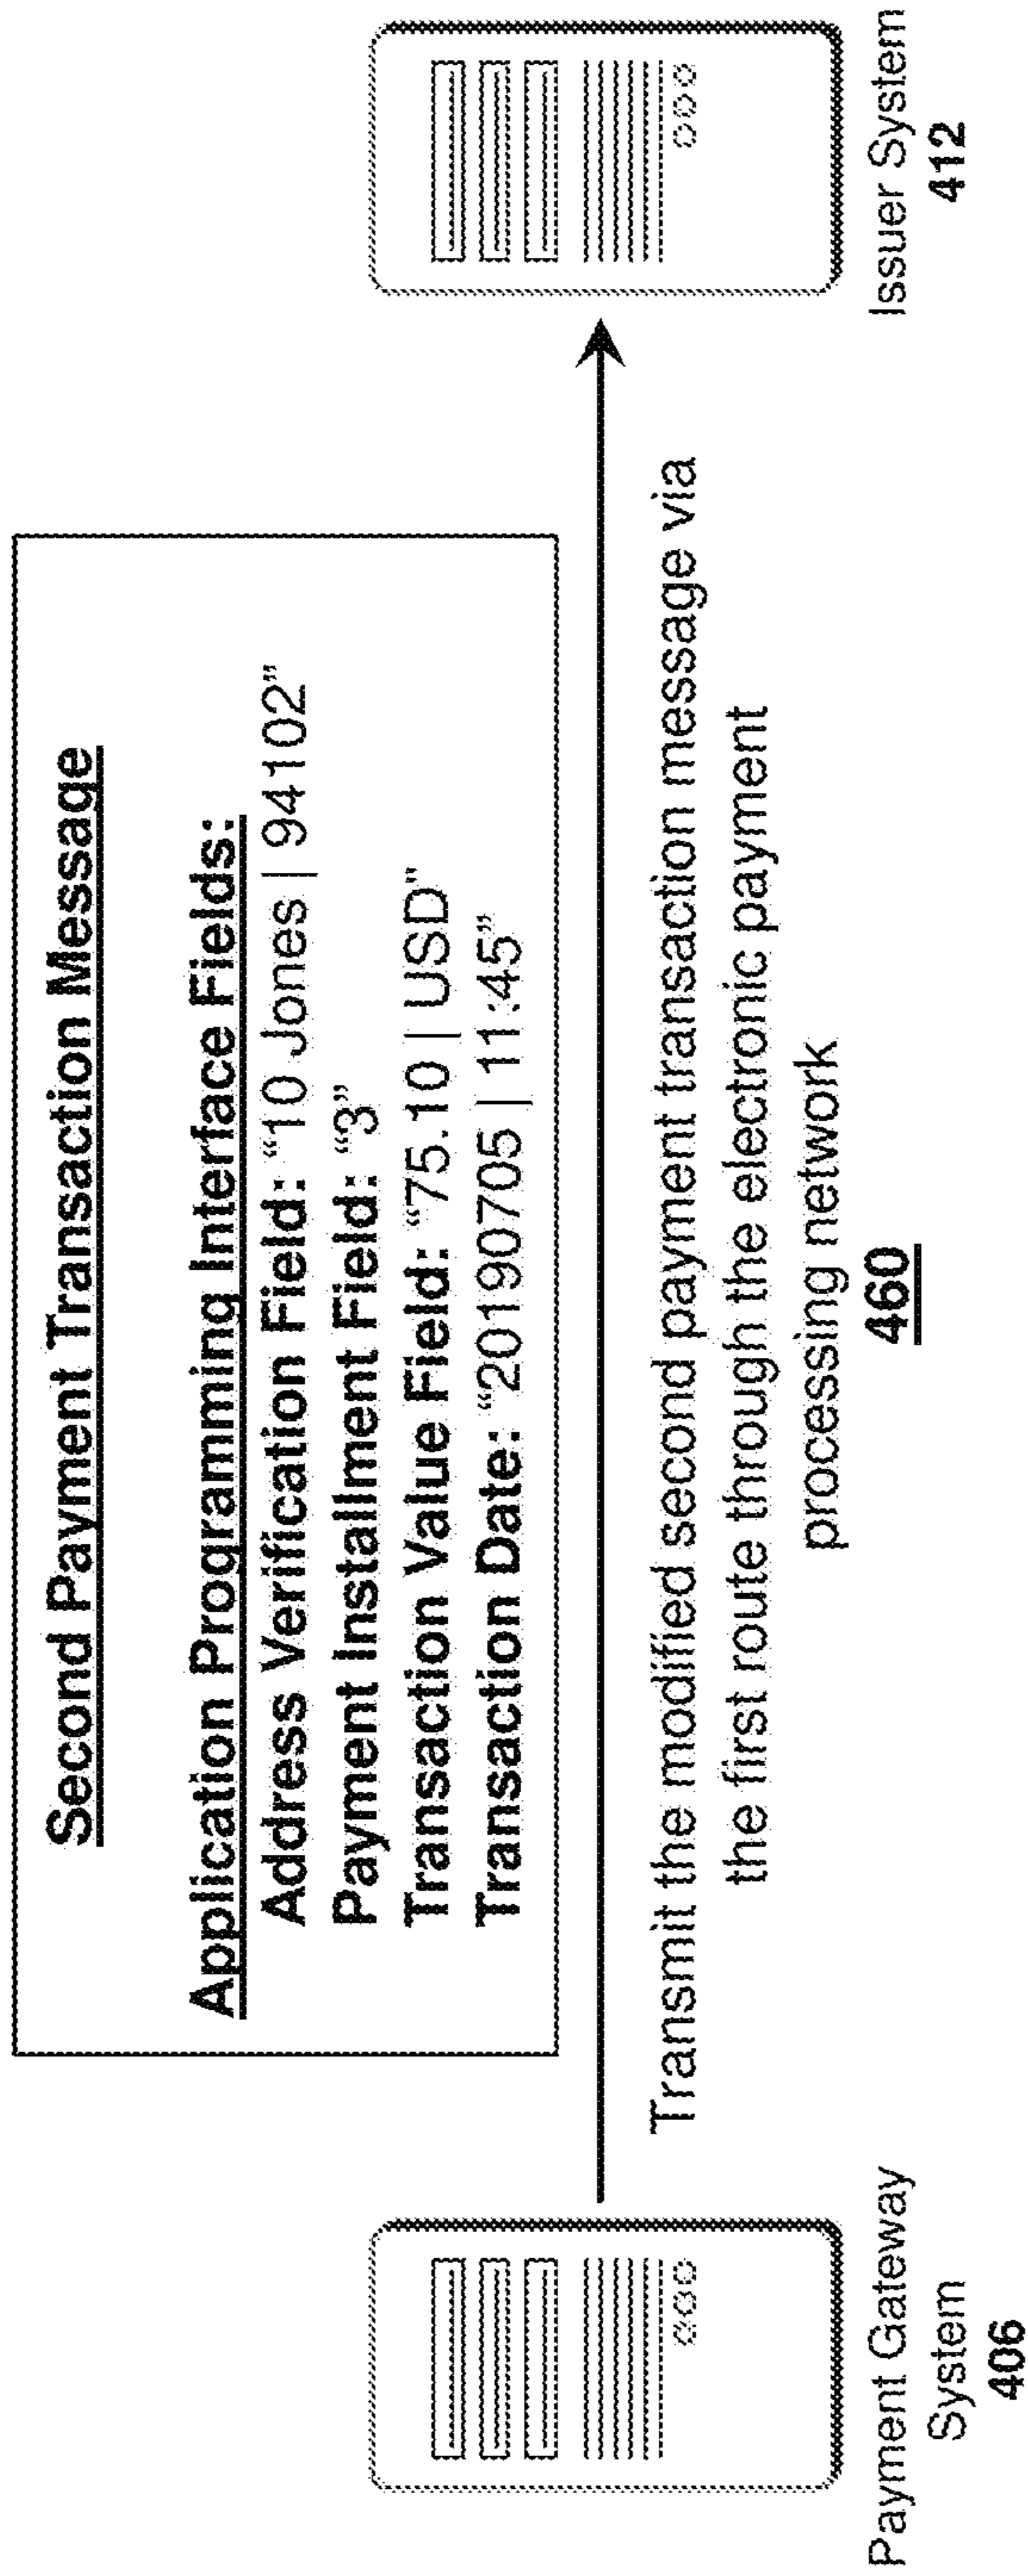 Second Payment Transaction Message
Application Programming Interface Fields:
Address Verification Field: “10 Jones | 94102”
Payment Installment Field: “3”
Transaction Value Field: “75.10 | USD”
Transaction Date: “20190705 | 11:45”
Transmit the modified second payment transaction message via
the first route through the electronic payment
processing network
460
Payment Gateway
System
406
Issuer System
412